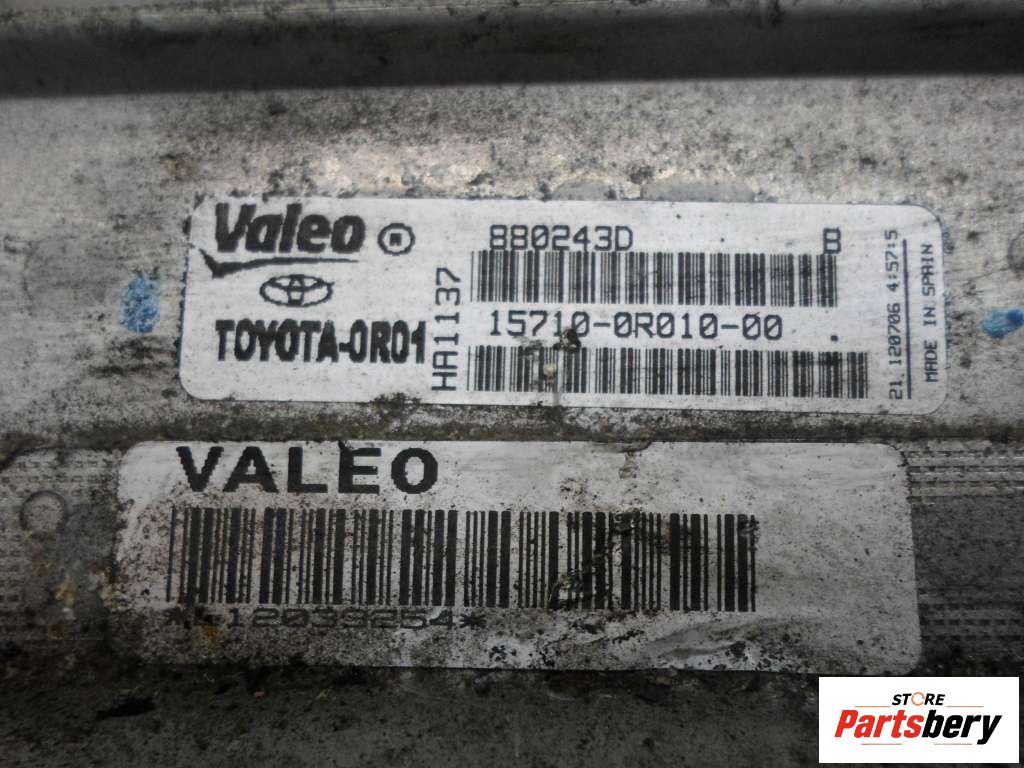 Valeo ® 880243D B
TOYOTA-0R01
HA11137
15710-0R010-00 .
21 120706 4:57:5
MADE IN SPAIN
VALEO
*-12039254*
STORE
Partsbery